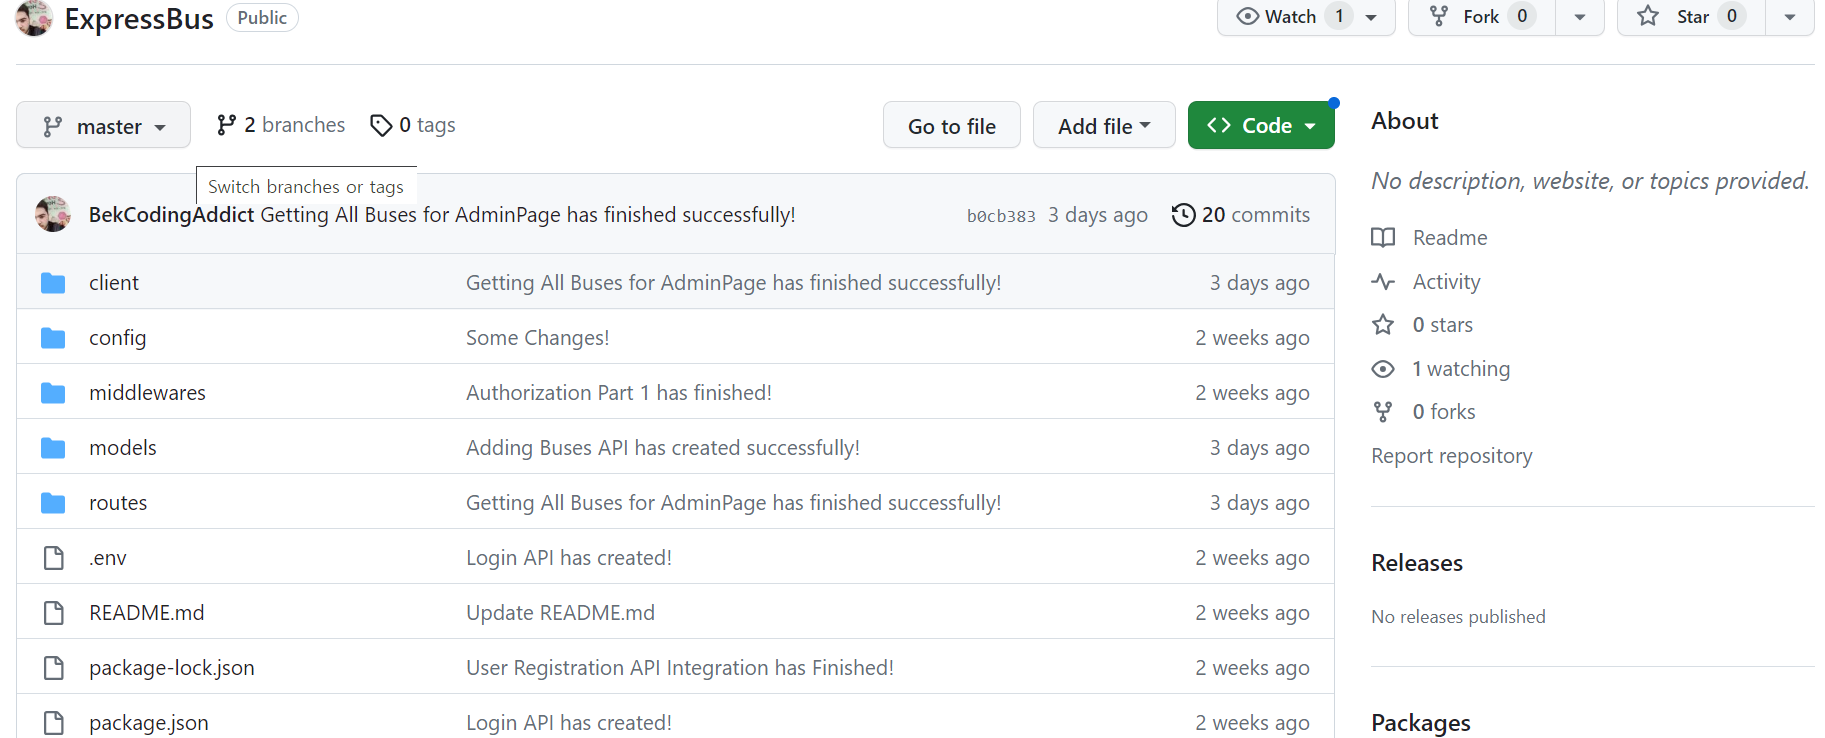 ExpressBus Public Watch 1 Fork 0 Star 0
master 2 branches 0 tags Go to file Add file Code
Switch branches or tags
BekCodingAddict Getting All Buses for AdminPage has finished successfully! b0cb383 3 days ago 20 commits
client Getting All Buses for AdminPage has finished successfully! 3 days ago
config Some Changes! 2 weeks ago
middlewares Authorization Part 1 has finished! 2 weeks ago
models Adding Buses API has created successfully! 3 days ago
routes Getting All Buses for AdminPage has finished successfully! 3 days ago
.env Login API has created! 2 weeks ago
README.md Update README.md 2 weeks ago
package-lock.json User Registration API Integration has Finished! 2 weeks ago
package.json Login API has created! 2 weeks ago
About
No description, website, or topics provided.
Readme
Activity
0 stars
1 watching
0 forks
Report repository
Releases
No releases published
Packages